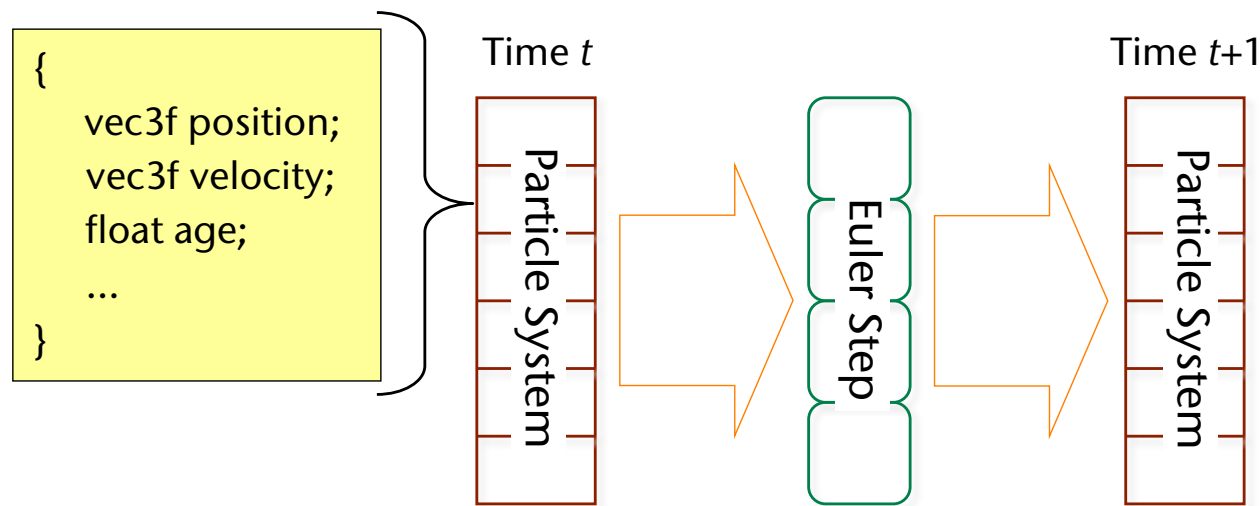 {
vec3f position;
vec3f velocity;
float age;
...
}
Time t
Particle System
Euler Step
Time t+1
Particle System